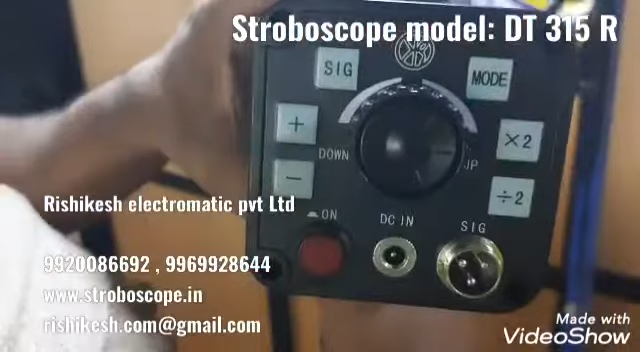 Stroboscope model: DT 315 R
SIG
MODE
+
×2
DOWN
UP
−
÷2
Rishikesh electromatic pvt Ltd
ON
DC IN
SIG
9920086692 , 9969928644
www.stroboscope.in
rishikesh.com@gmail.com
Made with
VideoShow